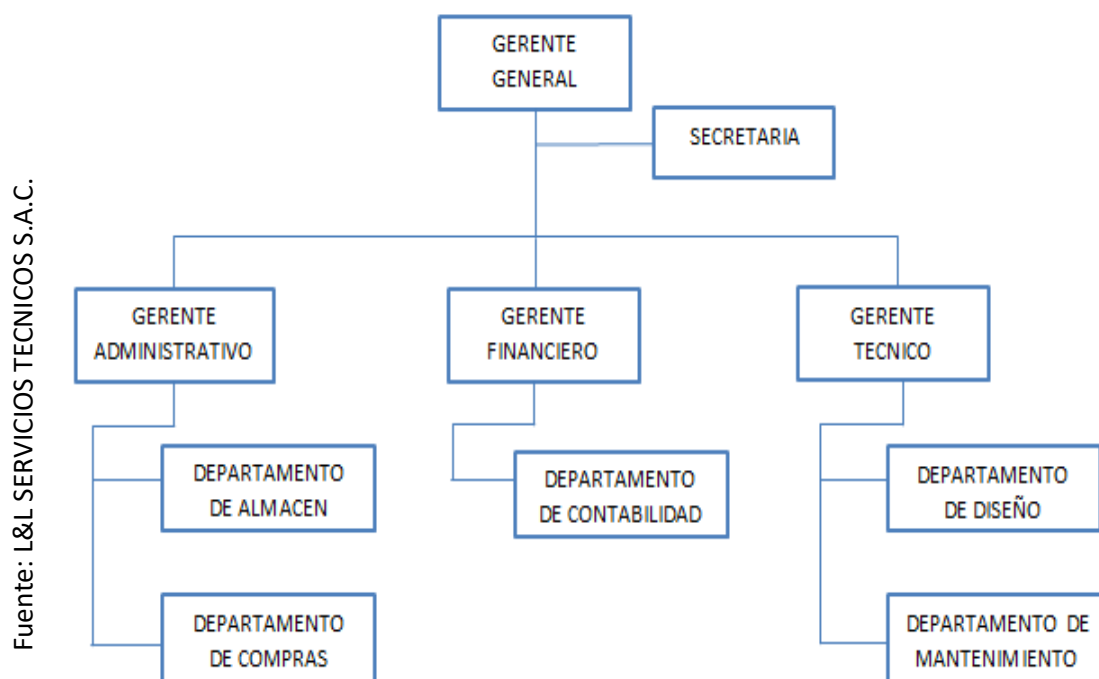 GERENTE
GENERAL
SECRETARIA
GERENTE
ADMINISTRATIVO
GERENTE
FINANCIERO
GERENTE
TECNICO
DEPARTAMENTO
DE ALMACEN
DEPARTAMENTO
DE CONTABILIDAD
DEPARTAMENTO
DE DISEÑO
DEPARTAMENTO
DE COMPRAS
DEPARTAMENTO DE
MANTENIMIENTO
Fuente: L&L SERVICIOS TECNICOS S.A.C.